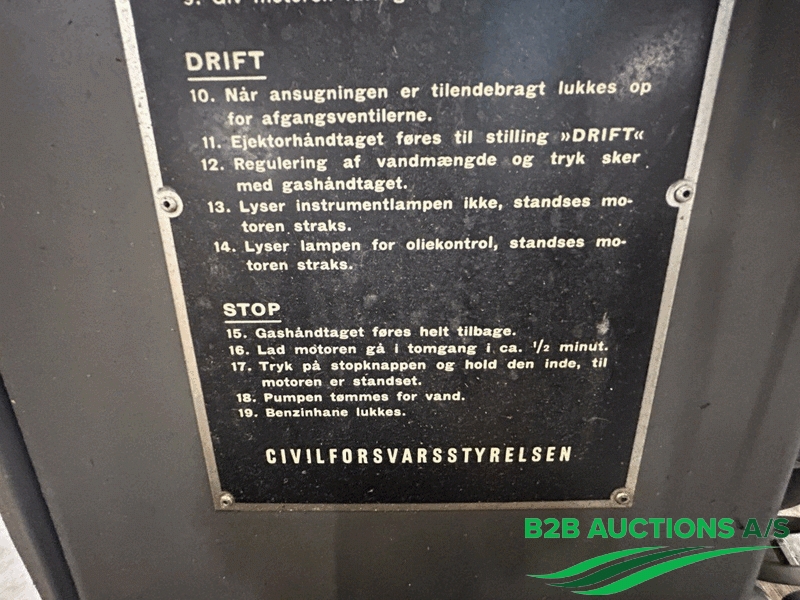 9. Giv motoren
DRIFT
10. Når ansugningen er tilendebragt lukkes op
for afgangsventilerne.
11. Ejektorhåndtaget føres til stilling »DRIFT«
12. Regulering af vandmængde og tryk sker
med gashåndtaget.
13. Lyser instrumentlampen ikke, standses mo-
toren straks.
14. Lyser lampen for oliekontrol, standses mo-
toren straks.
STOP
15. Gashåndtaget føres helt tilbage.
16. Lad motoren gå i tomgang i ca. 1/2 minut.
17. Tryk på stopknappen og hold den inde, til
motoren er standset.
18. Pumpen tømmes for vand.
19. Benzinhane lukkes.
CIVILFORSVARSSTYRELSEN
B2B AUCTIONS A/S